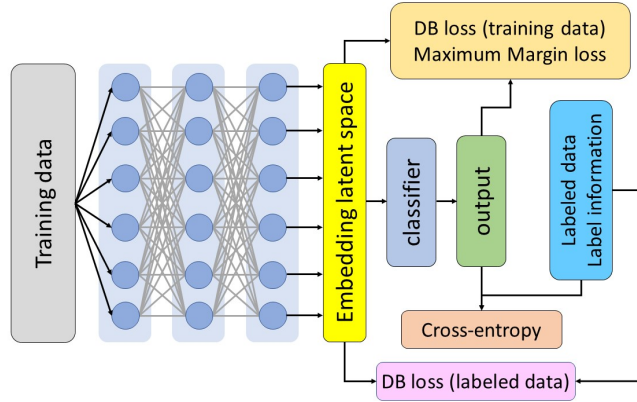 Training data
Embedding latent space
classifier
output
DB loss (training data)
Maximum Margin loss
Labeled data
Label information
Cross-entropy
DB loss (labeled data)